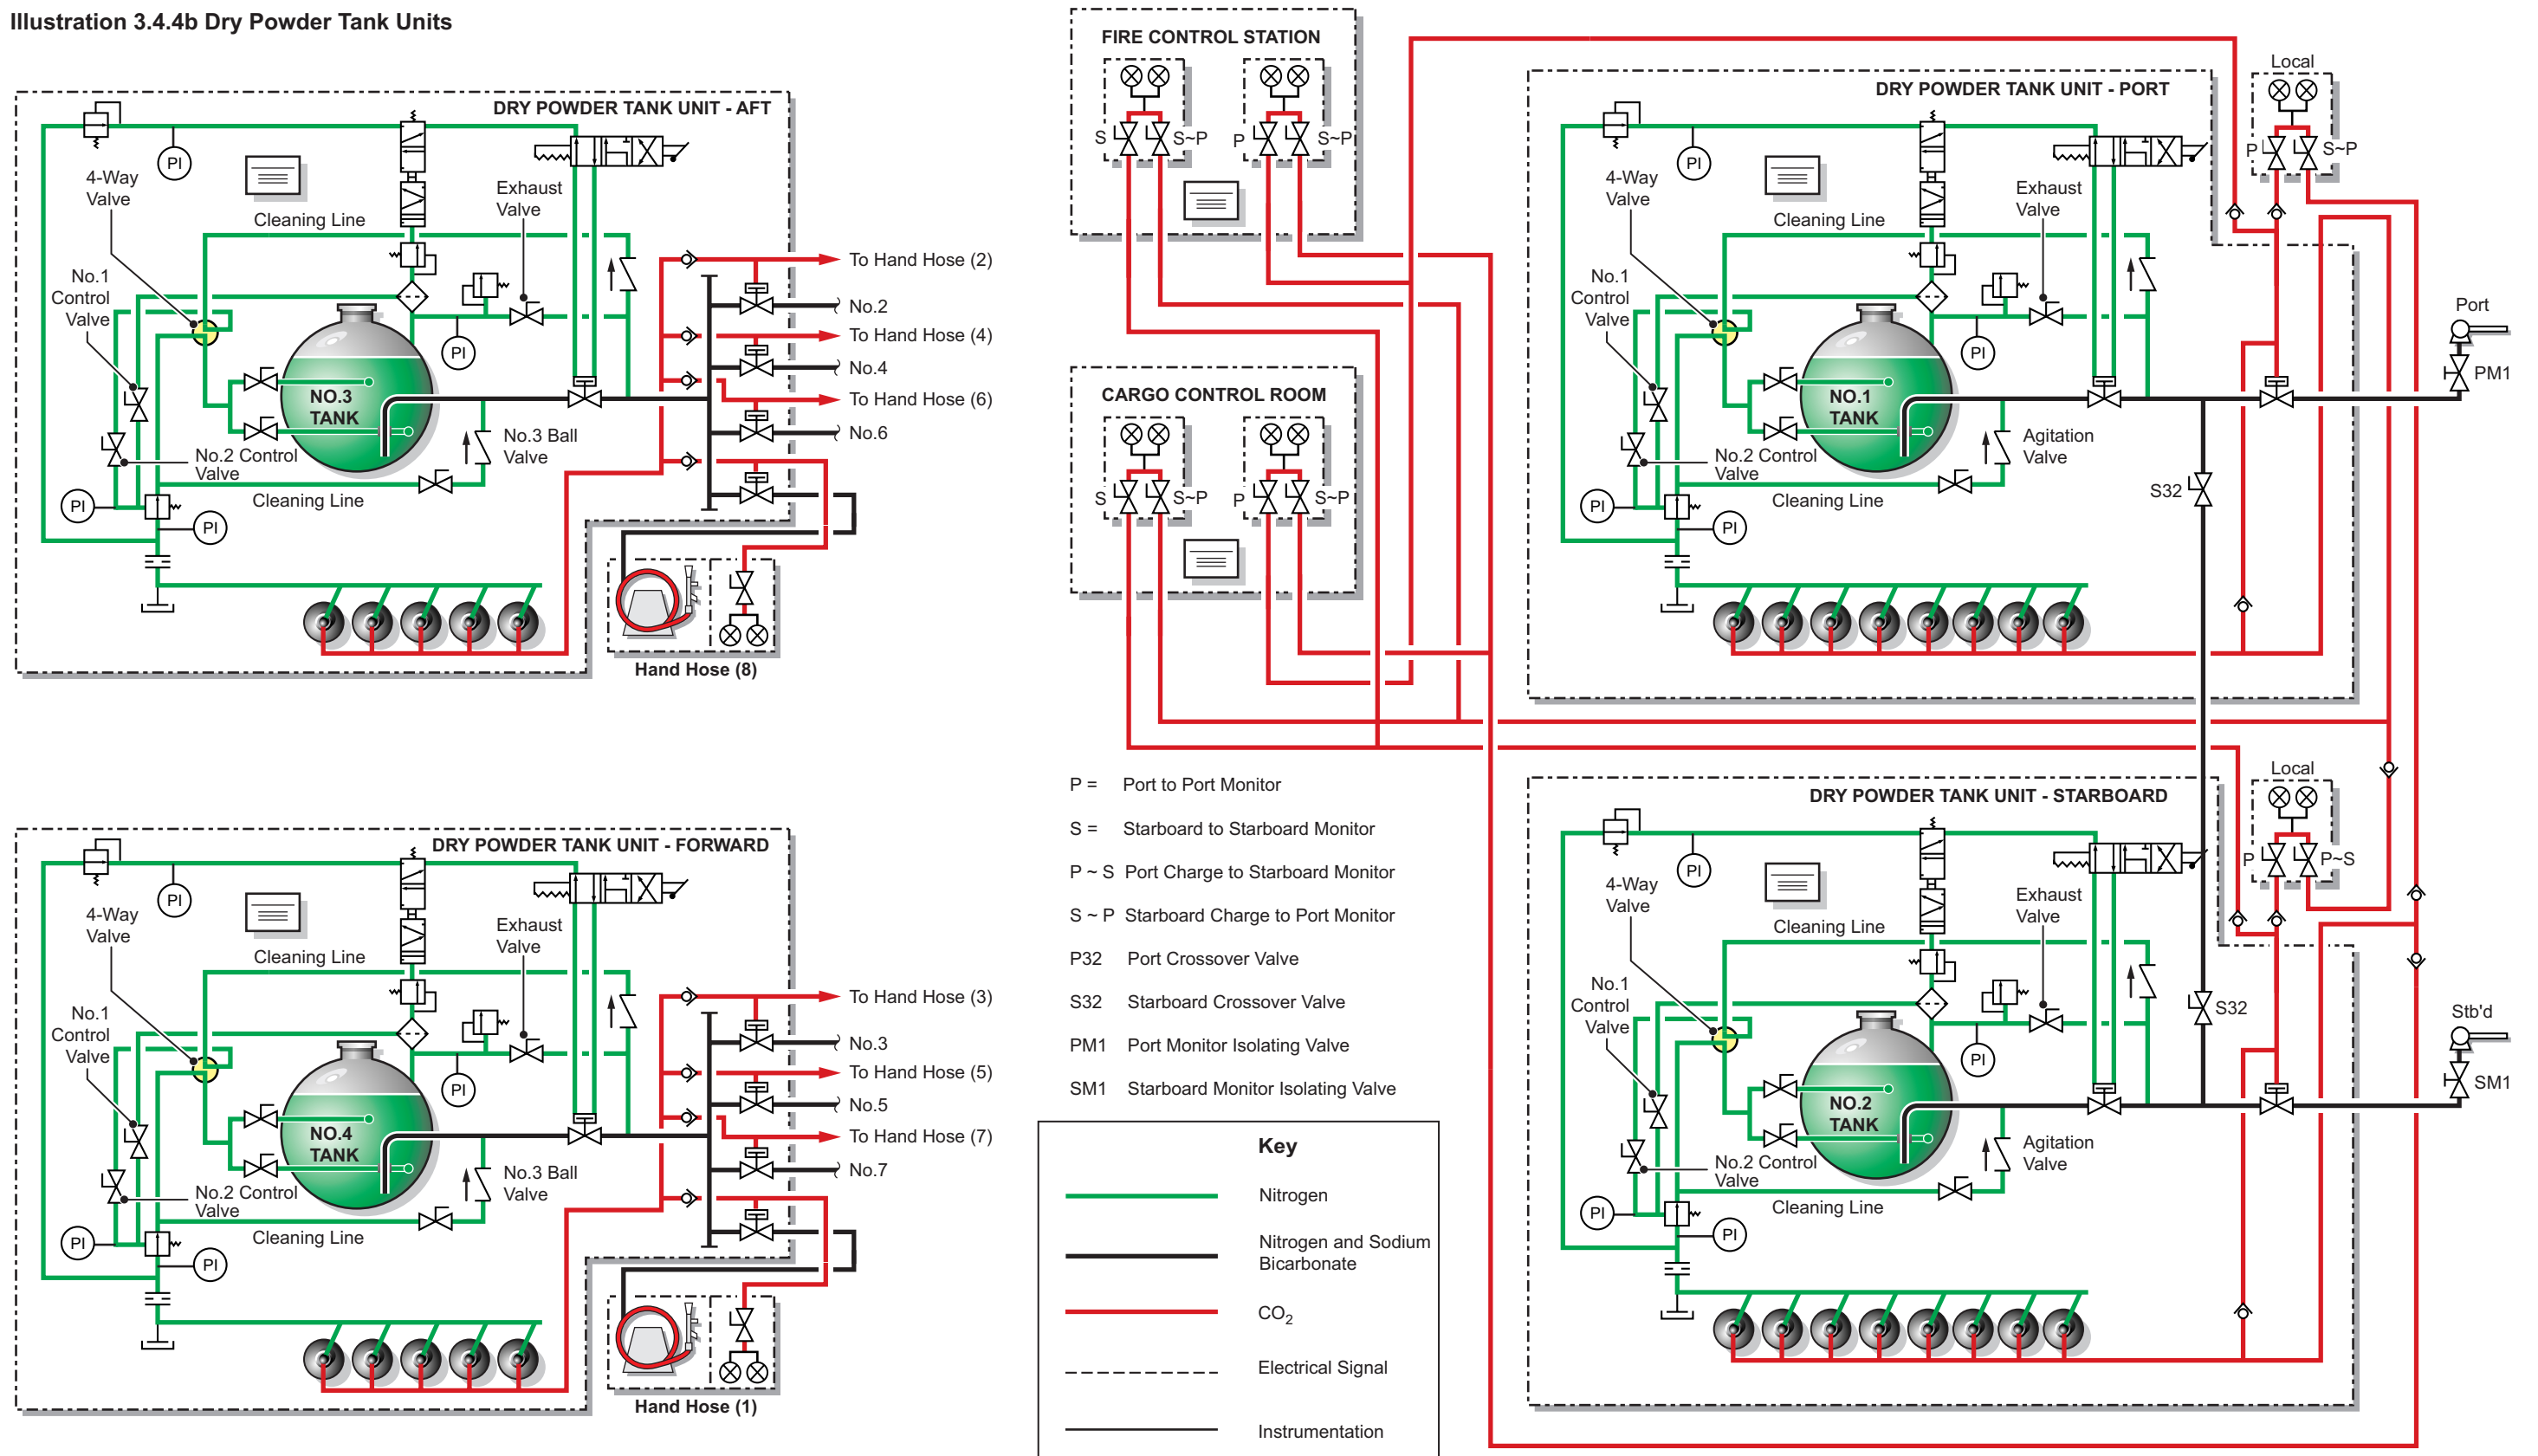 Illustration 3.4.4b Dry Powder Tank Units
DRY POWDER TANK UNIT - AFT
PI
4-Way
Valve
Exhaust
Valve
Cleaning Line
No.1
Control
Valve
PI
NO.3
TANK
No.2 Control
Valve
No.3 Ball
Valve
Cleaning Line
PI
PI
To Hand Hose (2)
No.2
To Hand Hose (4)
No.4
To Hand Hose (6)
No.6
Hand Hose (8)
DRY POWDER TANK UNIT - FORWARD
PI
4-Way
Valve
Exhaust
Valve
Cleaning Line
No.1
Control
Valve
PI
NO.4
TANK
No.2 Control
Valve
No.3 Ball
Valve
Cleaning Line
PI
PI
To Hand Hose (3)
No.3
To Hand Hose (5)
No.5
To Hand Hose (7)
No.7
Hand Hose (1)
FIRE CONTROL STATION
S
S~P
P
S~P
CARGO CONTROL ROOM
S
S~P
P
S~P
P = Port to Port Monitor
S = Starboard to Starboard Monitor
P ~ S Port Charge to Starboard Monitor
S ~ P Starboard Charge to Port Monitor
P32 Port Crossover Valve
S32 Starboard Crossover Valve
PM1 Port Monitor Isolating Valve
SM1 Starboard Monitor Isolating Valve
Key
Nitrogen
Nitrogen and Sodium
Bicarbonate
CO2
Electrical Signal
Instrumentation
DRY POWDER TANK UNIT - PORT
PI
4-Way
Valve
Exhaust
Valve
Cleaning Line
No.1
Control
Valve
PI
NO.1
TANK
No.2 Control
Valve
Agitation
Valve
Cleaning Line
PI
PI
Local
P
S~P
Port
PM1
S32
DRY POWDER TANK UNIT - STARBOARD
PI
4-Way
Valve
Exhaust
Valve
Cleaning Line
No.1
Control
Valve
PI
NO.2
TANK
No.2 Control
Valve
Agitation
Valve
Cleaning Line
PI
PI
Local
P
P~S
S32
Stb'd
SM1